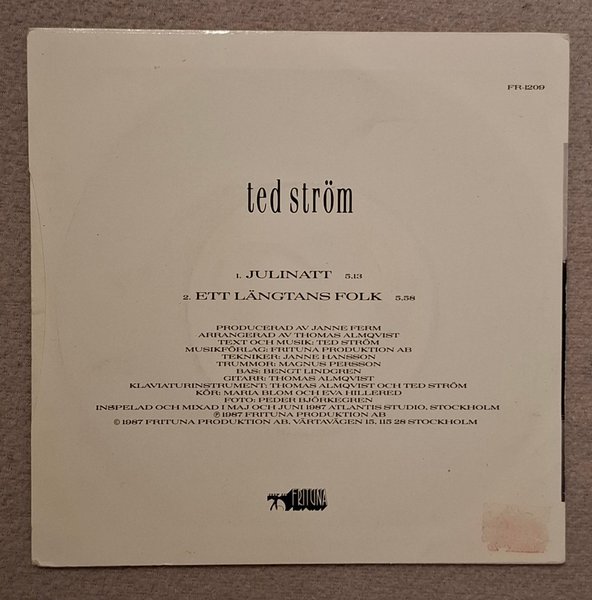 FR-1209
ted ström
1. JULINATT 5.13
2. ETT LÄNGTANS FOLK 5.58
PRODUCERAD AV JANNE FERM
ARRANGERAD AV THOMAS ALMQVIST
TEXT OCH MUSIK: TED STRÖM
MUSIKFÖRLAG: FRITUNA PRODUKTION AB
TEKNIKER: JANNE HANSSON
TRUMMOR: MAGNUS PERSSON
BAS: BENGT LINDGREN
GITARR: THOMAS ALMQVIST
KLAVIATURINSTRUMENT: THOMAS ALMQVIST OCH TED STRÖM
KÖR: MARIA BLOM OCH EVA HILLERED
FOTO: PEDER BJÖRKEGREN
INSPELAD OCH MIXAD I MAJ OCH JUNI 1987 ATLANTIS STUDIO, STOCKHOLM
℗ 1987 FRITUNA PRODUKTION AB
© 1987 FRITUNA PRODUKTION AB, VÄRTAVÄGEN 15, 115 28 STOCKHOLM
FRITUNA